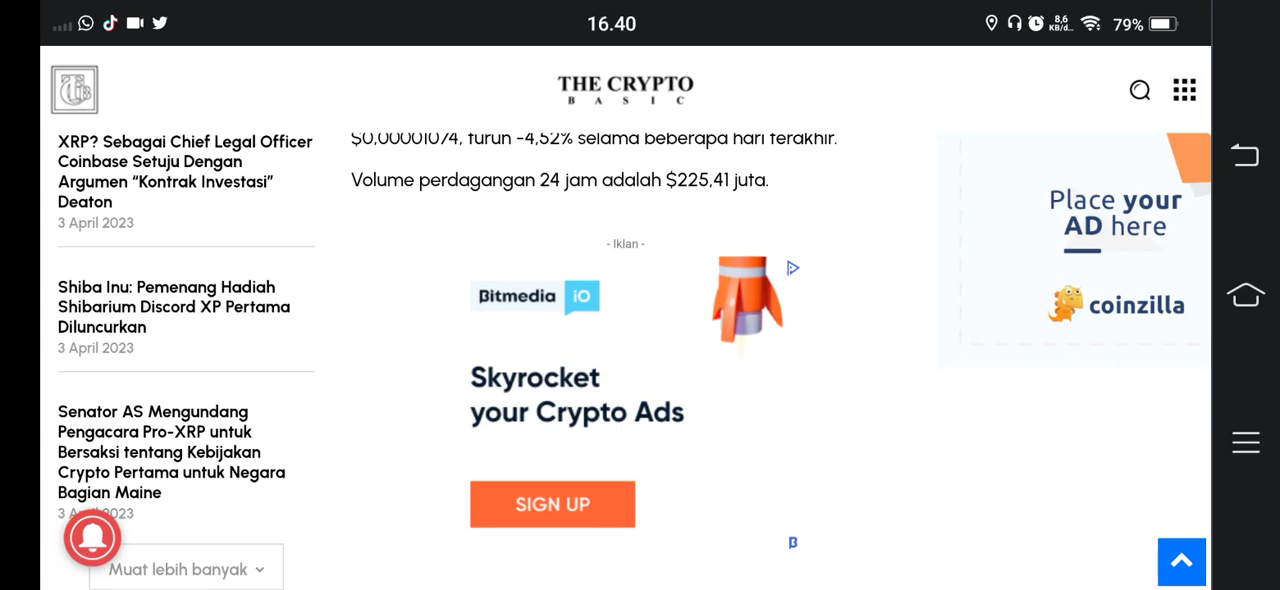 16.40
8,6
KB/d...
79%
THE CRYPTO
BASIC
XRP? Sebagai Chief Legal Officer
Coinbase Setuju Dengan
Argumen “Kontrak Investasi”
Deaton
3 April 2023
Shiba Inu: Pemenang Hadiah
Shibarium Discord XP Pertama
Diluncurkan
3 April 2023
Senator AS Mengundang
Pengacara Pro-XRP untuk
Bersaksi tentang Kebijakan
Crypto Pertama untuk Negara
Bagian Maine
Muat lebih banyak
$0,00001074, turun -4,52% selama beberapa hari terakhir.
Volume perdagangan 24 jam adalah $225,41 juta.
- Iklan -
Bitmedia iO
Skyrocket
your Crypto Ads
SIGN UP
Place your
AD here
coinzilla